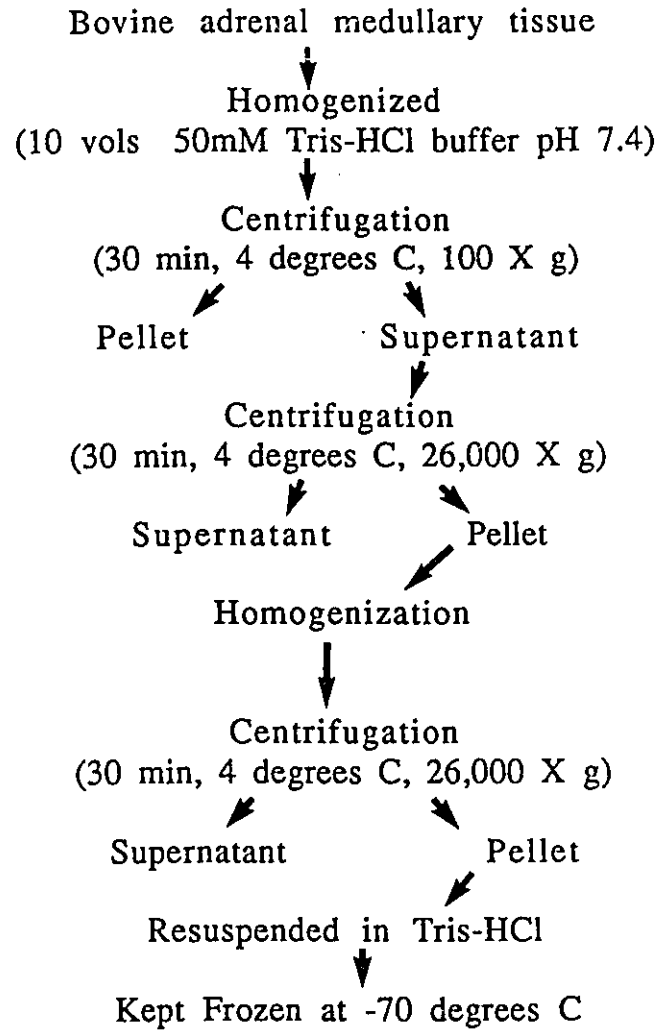 Bovine adrenal medullary tissue
Homogenized
(10 vols 50mM Tris-HCl buffer pH 7.4)
Centrifugation
(30 min, 4 degrees C, 100 X g)
Pellet Supernatant
Centrifugation
(30 min, 4 degrees C, 26,000 X g)
Supernatant Pellet
Homogenization
Centrifugation
(30 min, 4 degrees C, 26,000 X g)
Supernatant Pellet
Resuspended in Tris-HCl
Kept Frozen at -70 degrees C